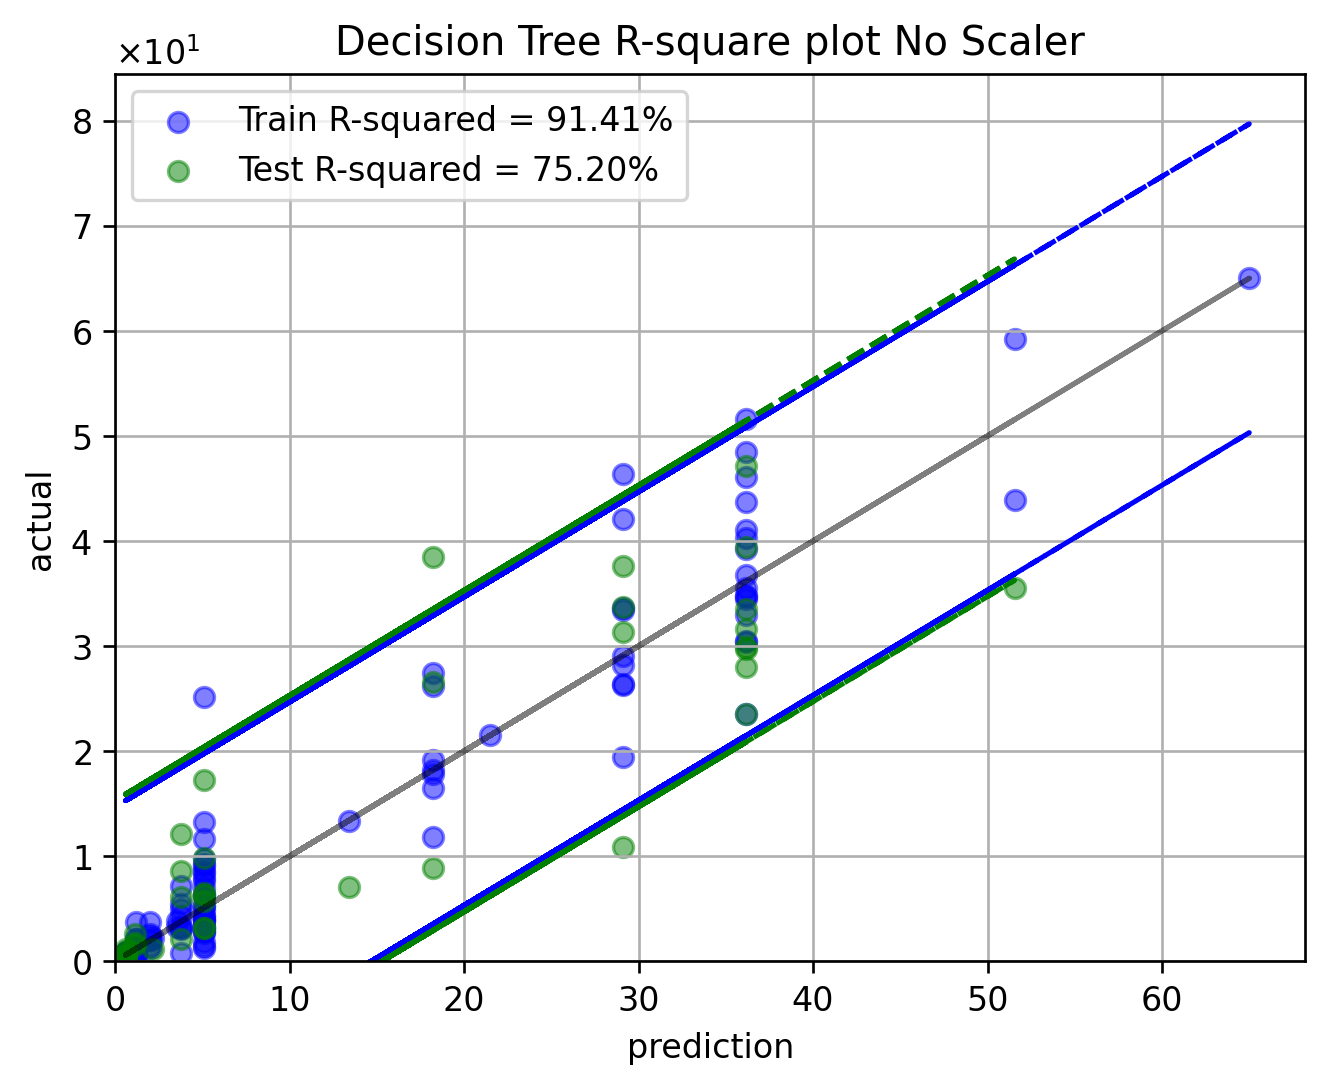 Decision Tree R-square plot No Scaler
×10¹
Train R-squared = 91.41%
Test R-squared = 75.20%
8
7
6
5
4
3
2
1
0
actual
0 10 20 30 40 50 60
prediction